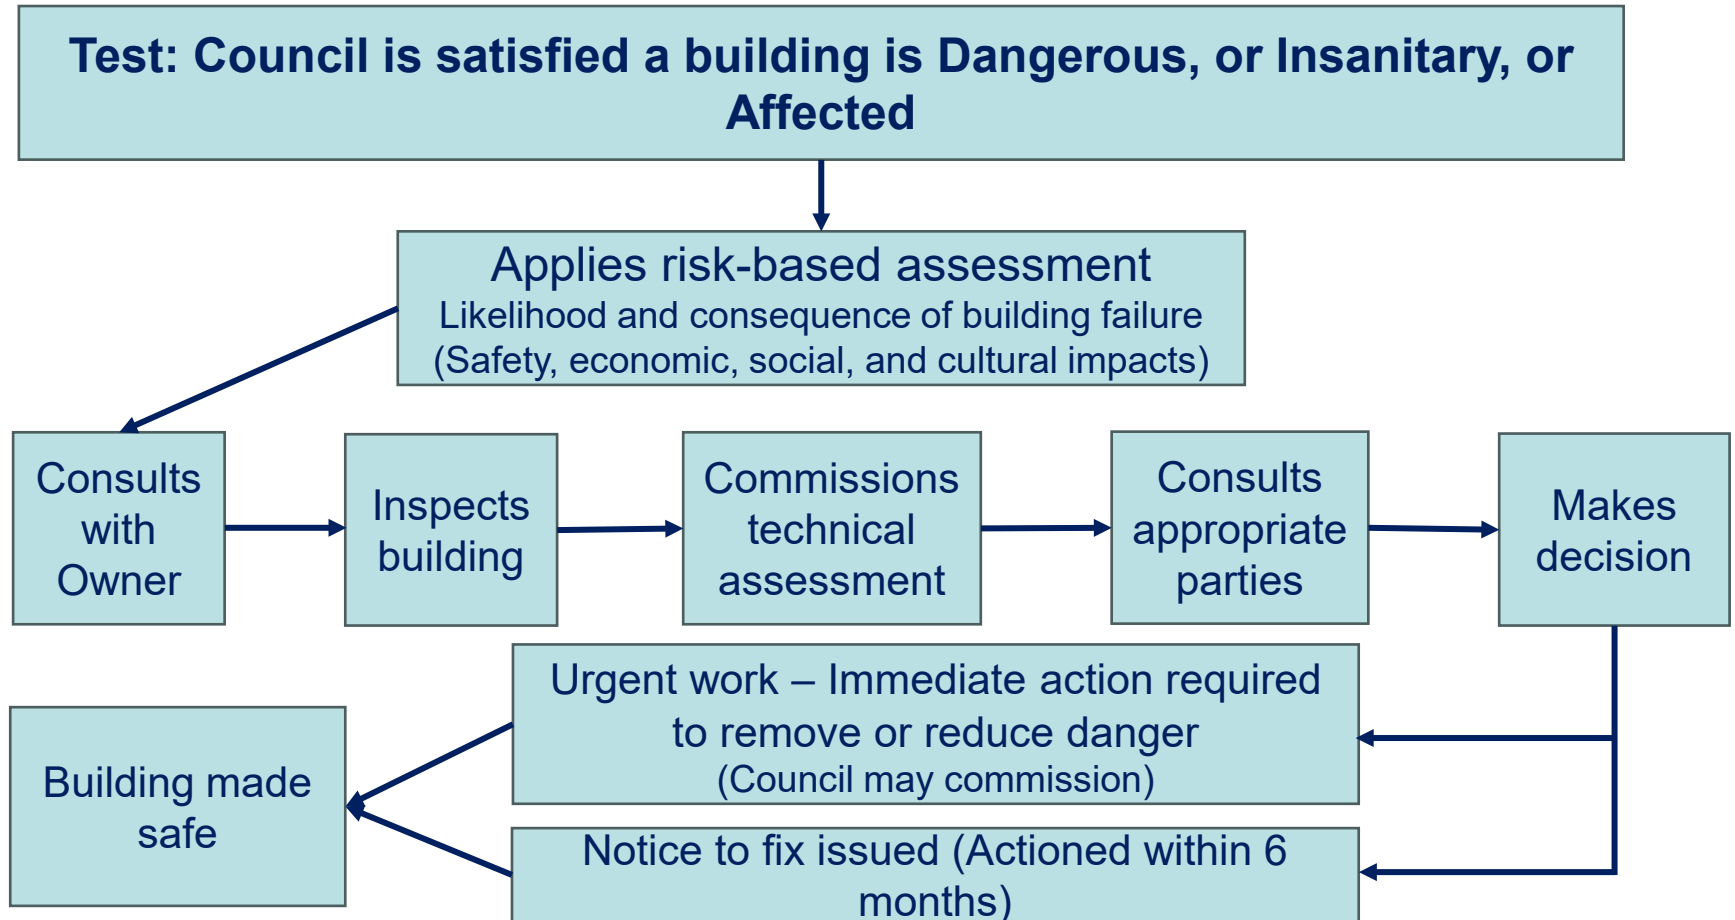 Test: Council is satisfied a building is Dangerous, or Insanitary, or
Affected
Applies risk-based assessment
Likelihood and consequence of building failure
(Safety, economic, social, and cultural impacts)
Consults
with
Owner
Inspects
building
Commissions
technical
assessment
Consults
appropriate
parties
Makes
decision
Urgent work – Immediate action required
to remove or reduce danger
(Council may commission)
Building made
safe
Notice to fix issued (Actioned within 6
months)